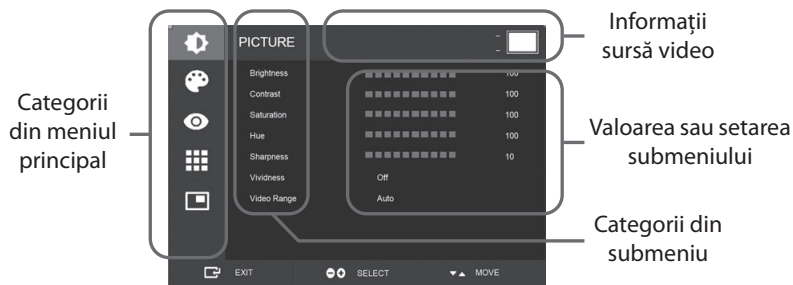 Informații
sursă video
PICTURE
Brightness 100
Contrast 100
Saturation 100
Hue 100
Sharpness 10
Vividness Off
Video Range Auto
Categorii
din meniul
principal
Valoarea sau setarea
submeniului
Categorii din
submeniu
EXIT SELECT MOVE